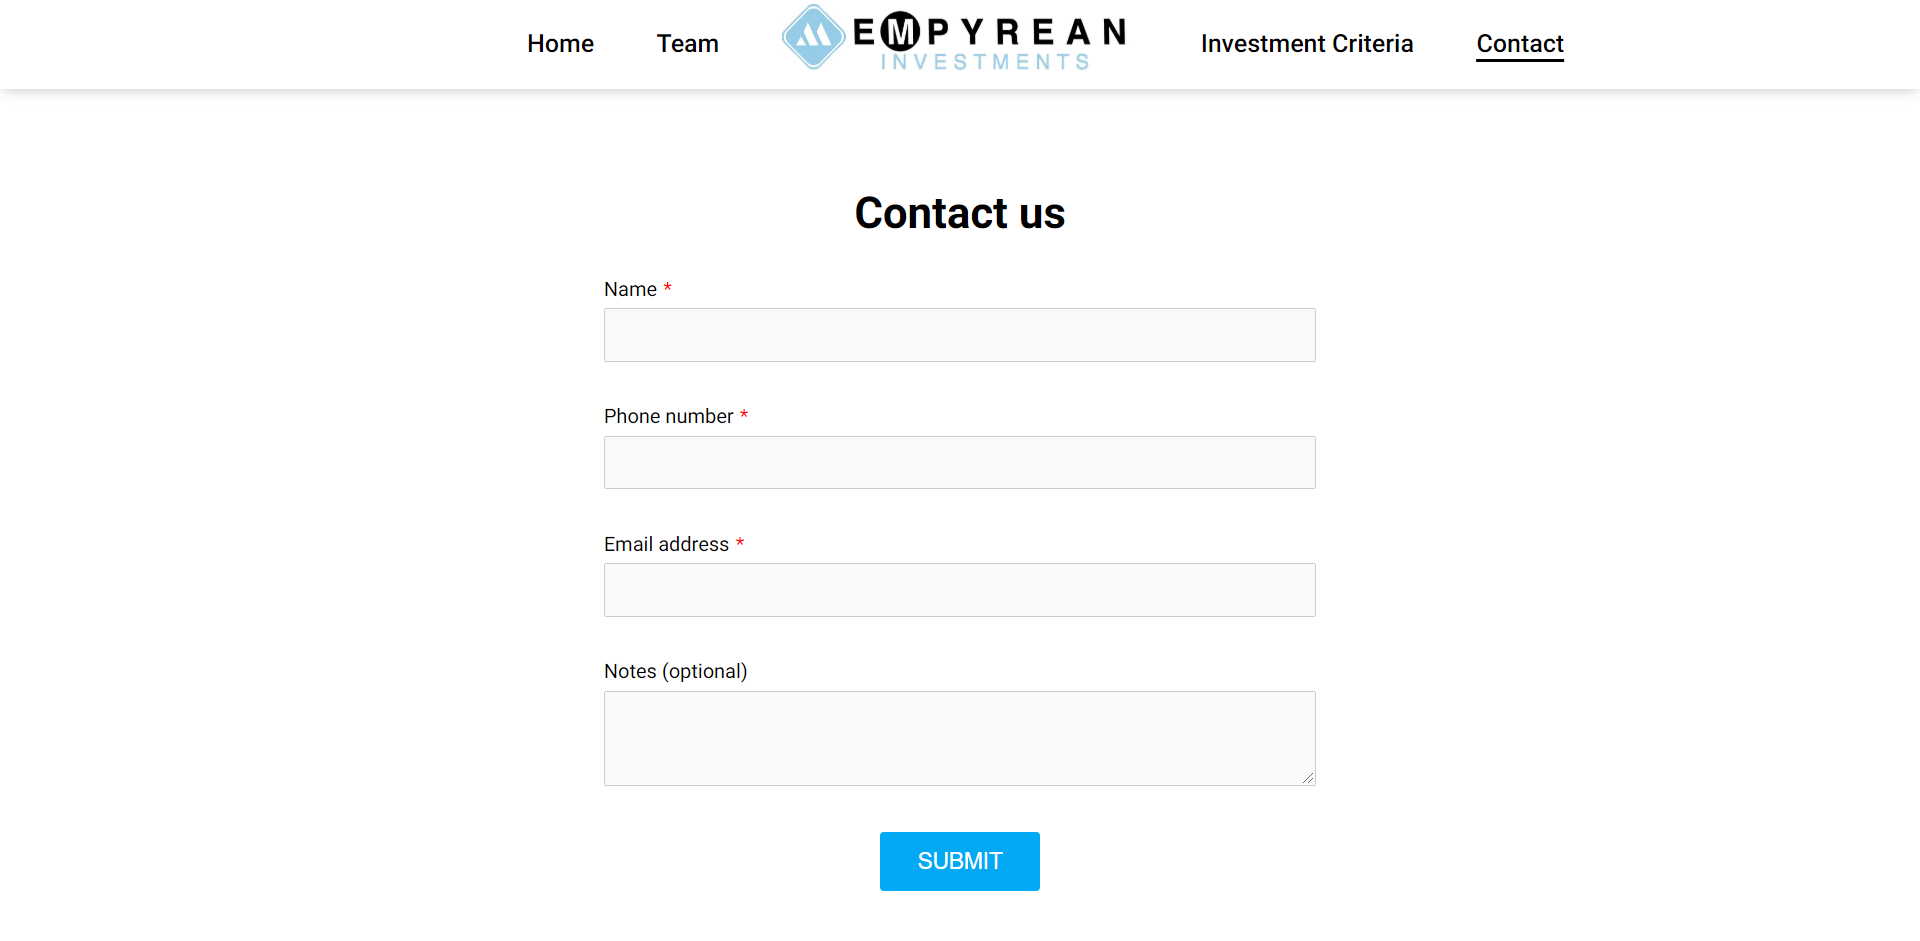 Home Team EMPYREAN Investment Criteria Contact
INVESTMENTS
Contact us
Name *
Phone number *
Email address *
Notes (optional)
SUBMIT